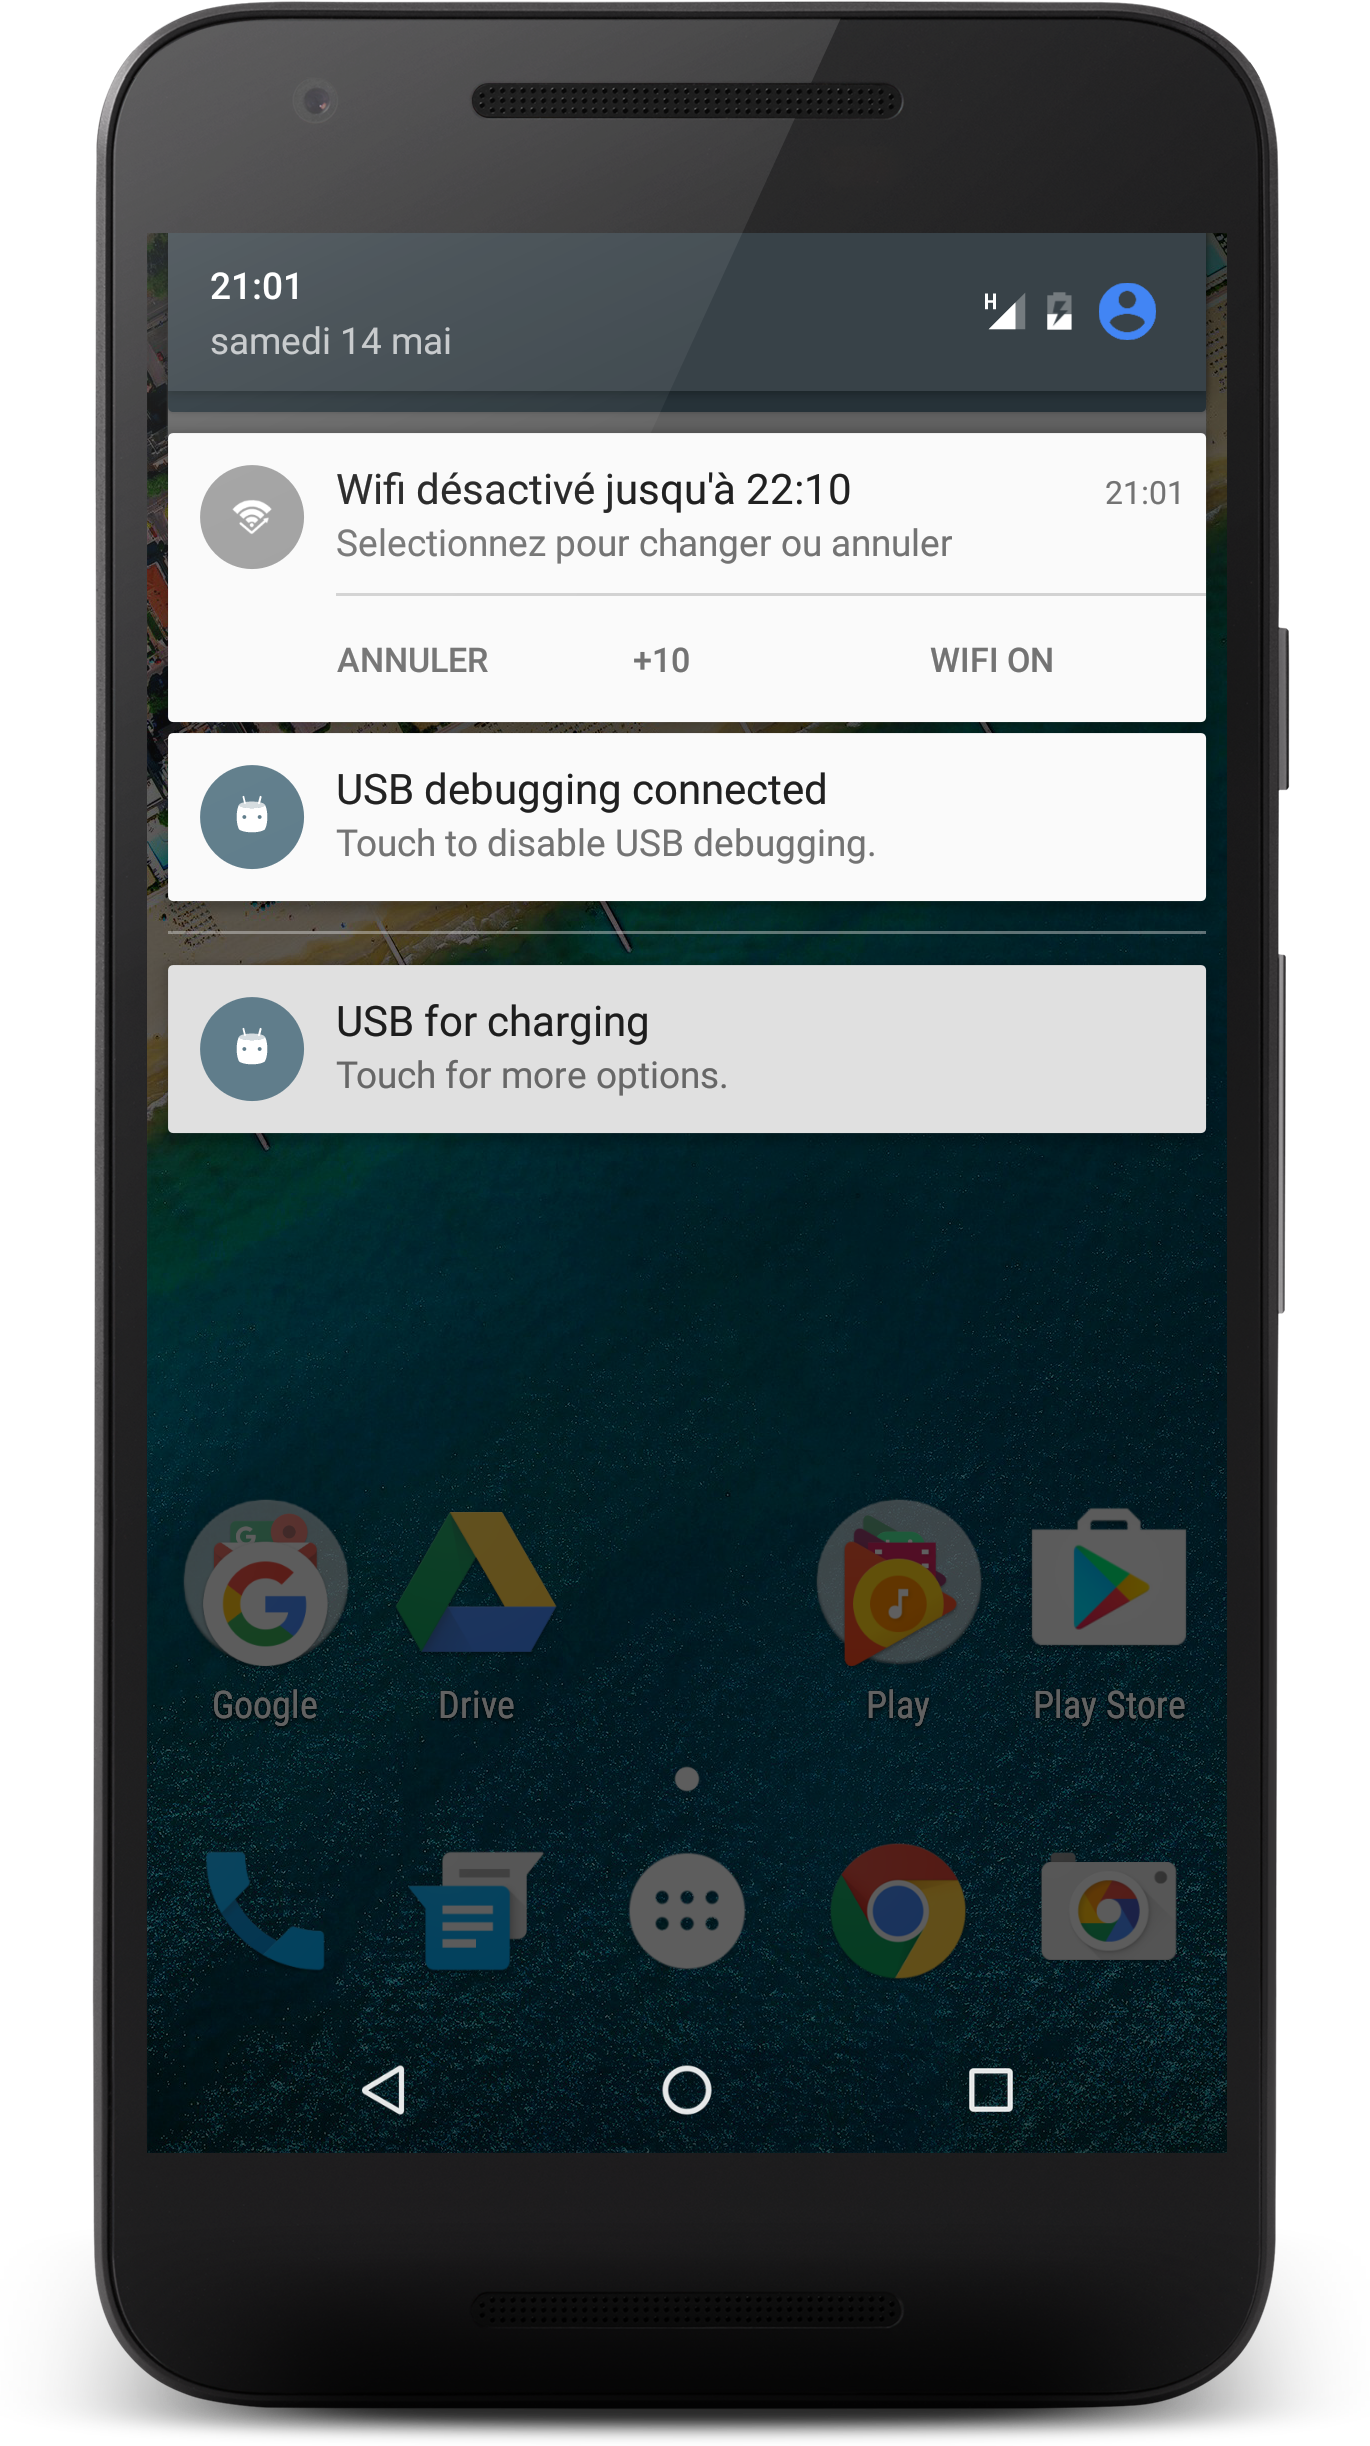 21:01
samedi 14 mai
H
Wifi désactivé jusqu'à 22:10
21:01
Selectionnez pour changer ou annuler
ANNULER
+10
WIFI ON
USB debugging connected
Touch to disable USB debugging.
USB for charging
Touch for more options.
G
G
Google
Drive
Play
Play Store